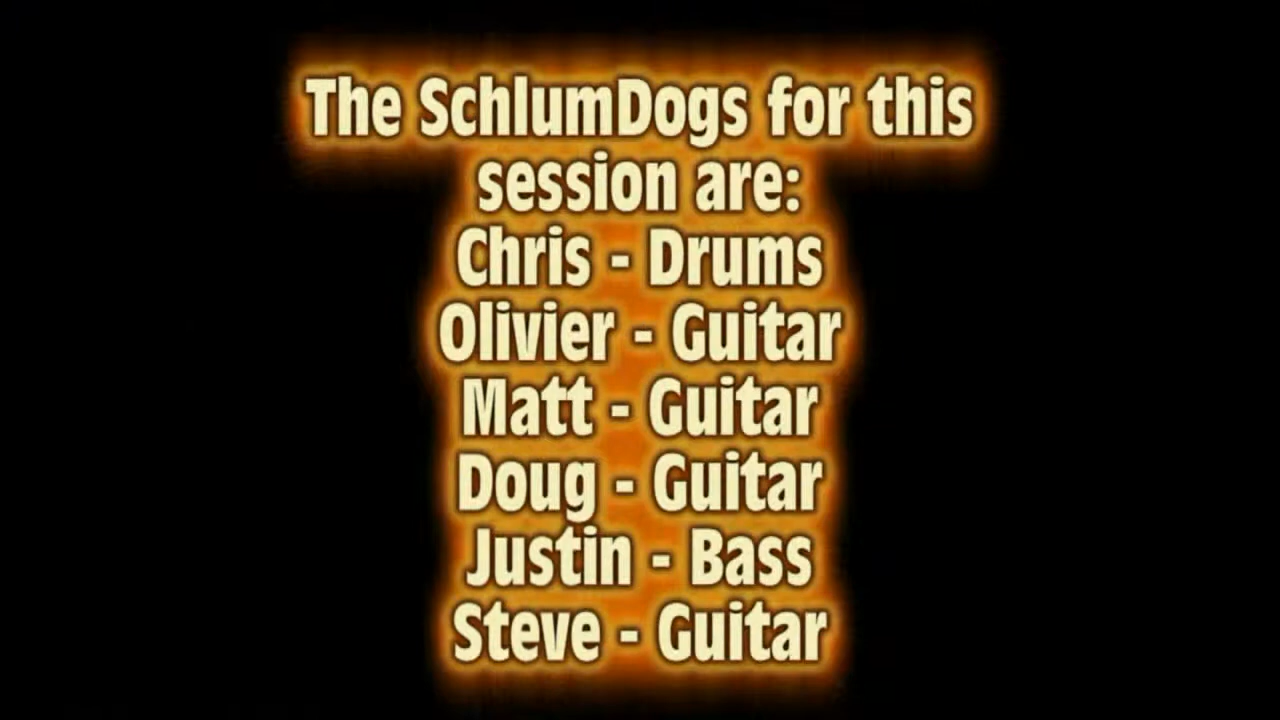 The SchlumDogs for this
session are:
Chris - Drums
Olivier - Guitar
Matt - Guitar
Doug - Guitar
Justin - Bass
Steve - Guitar